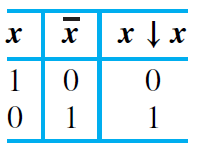 x x̅ x ↓ x
1 0 0
0 1 1